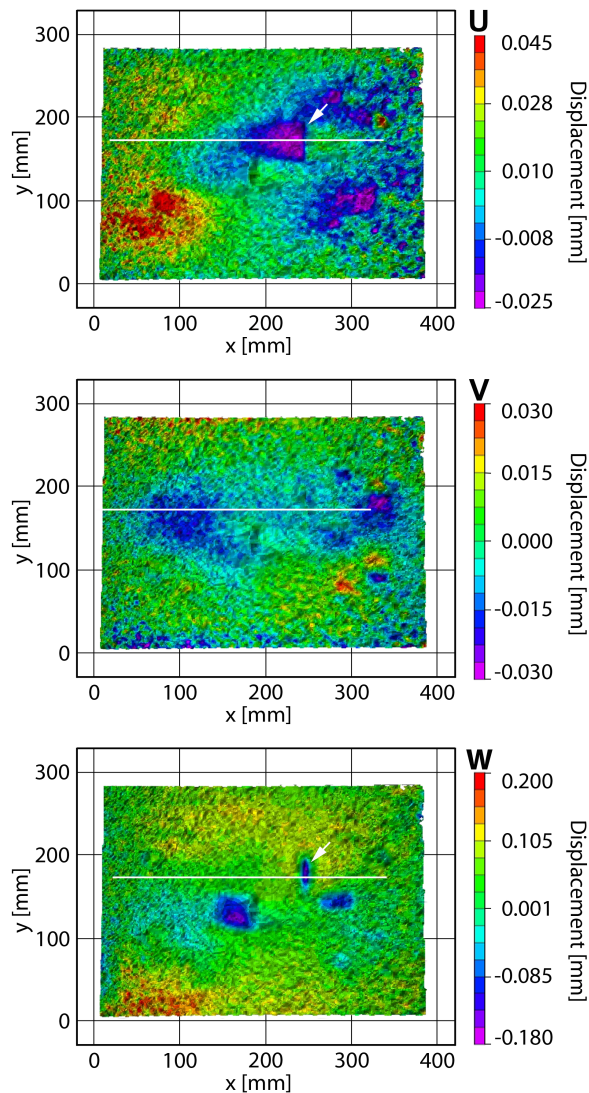 U
300
200
100
0
y [mm]
0 100 200 300 400
x [mm]
0.045
0.028
0.010
-0.008
-0.025
Displacement [mm]
V
300
200
100
0
y [mm]
0 100 200 300 400
x [mm]
0.030
0.015
0.000
-0.015
-0.030
Displacement [mm]
W
300
200
100
0
y [mm]
0 100 200 300 400
x [mm]
0.200
0.105
0.001
-0.085
-0.180
Displacement [mm]